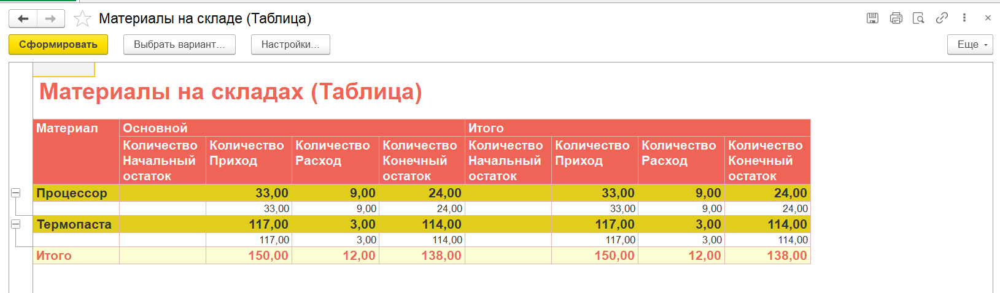 Материалы на складе (Таблица)
Сформировать Выбрать вариант... Настройки... Еще
Материалы на складах (Таблица)
Материал Основной Итого
Количество Начальный остаток Количество Приход Количество Расход Количество Конечный остаток Количество Начальный остаток Количество Приход Количество Расход Количество Конечный остаток
Процессор 33,00 9,00 24,00 33,00 9,00 24,00
33,00 9,00 24,00 33,00 9,00 24,00
Термопаста 117,00 3,00 114,00 117,00 3,00 114,00
117,00 3,00 114,00 117,00 3,00 114,00
Итого 150,00 12,00 138,00 150,00 12,00 138,00